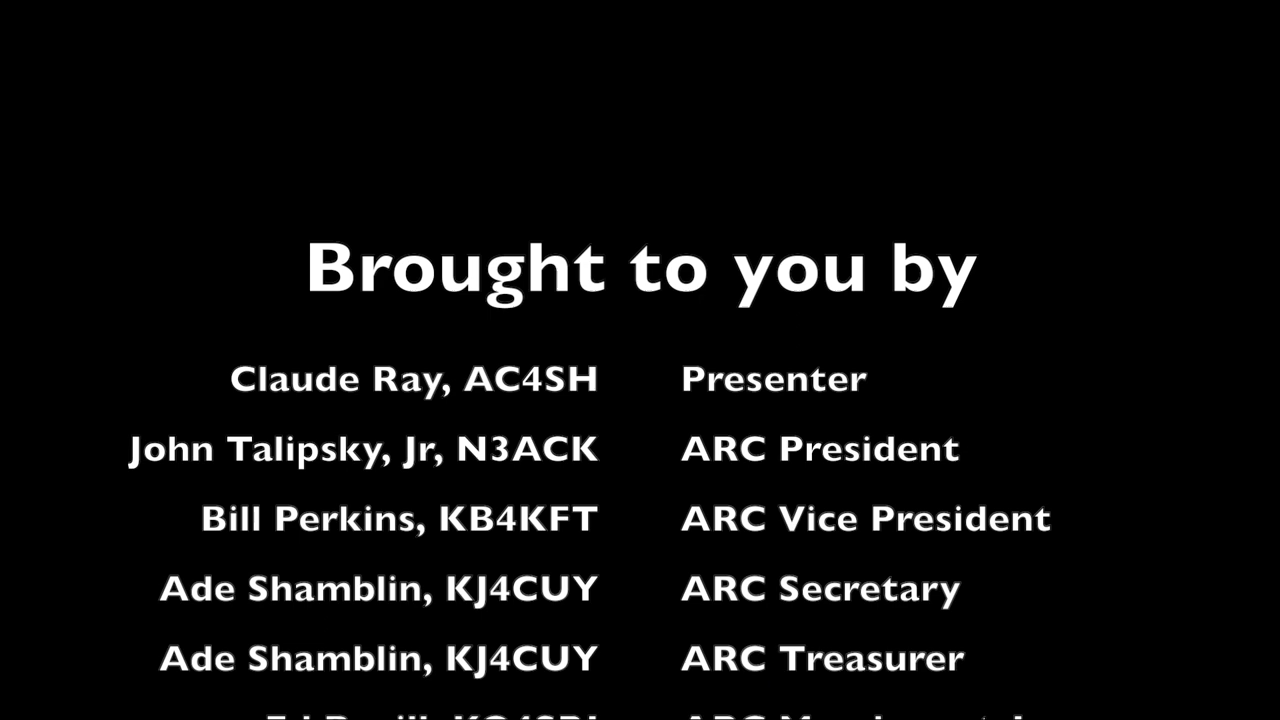 Brought to you by
Claude Ray, AC4SH Presenter
John Talipsky, Jr, N3ACK ARC President
Bill Perkins, KB4KFT ARC Vice President
Ade Shamblin, KJ4CUY ARC Secretary
Ade Shamblin, KJ4CUY ARC Treasurer